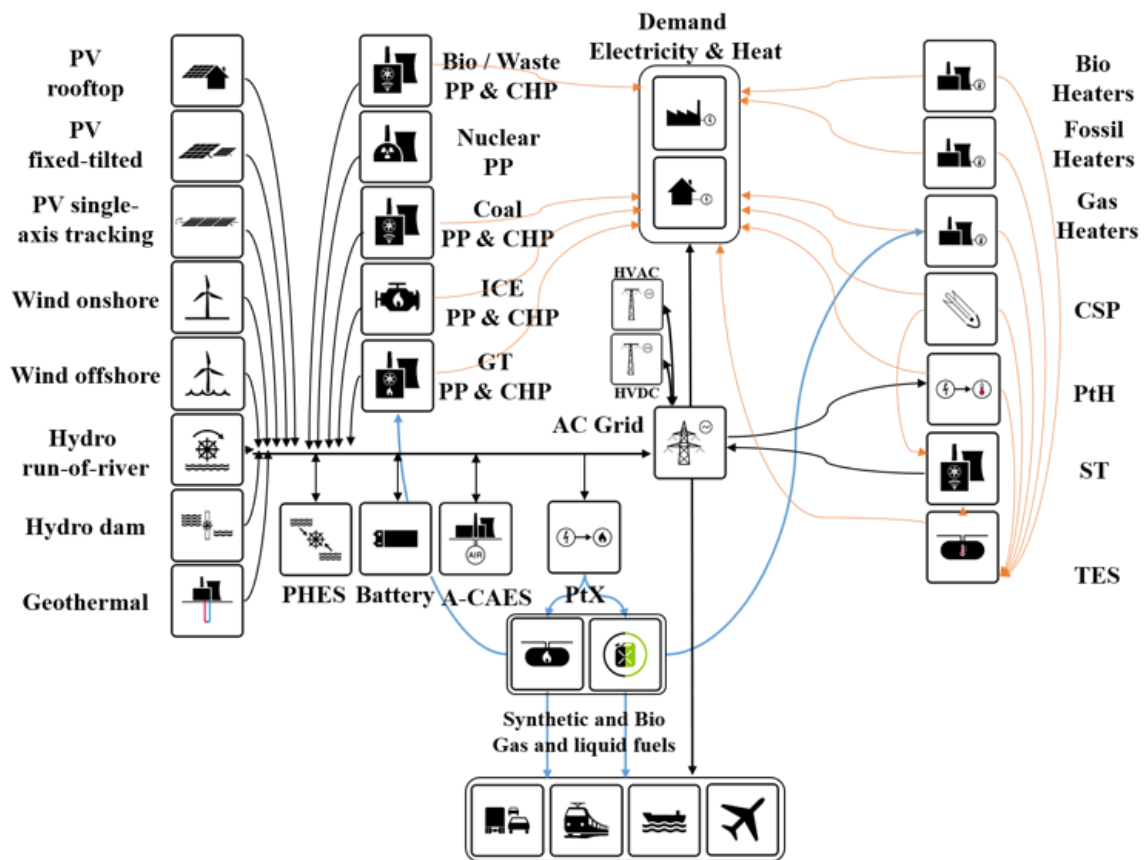 Demand
Electricity & Heat
PV
rooftop
PV
fixed-tilted
PV single-
axis tracking
Wind onshore
Wind offshore
Hydro
run-of-river
Hydro dam
Geothermal
Bio / Waste
PP & CHP
Nuclear
PP
Coal
PP & CHP
ICE
PP & CHP
GT
PP & CHP
HVAC
HVDC
AC Grid
Bio
Heaters
Fossil
Heaters
Gas
Heaters
CSP
PtH
ST
TES
AIR
PHES
Battery
A-CAES
PtX
Synthetic and Bio
Gas and liquid fuels